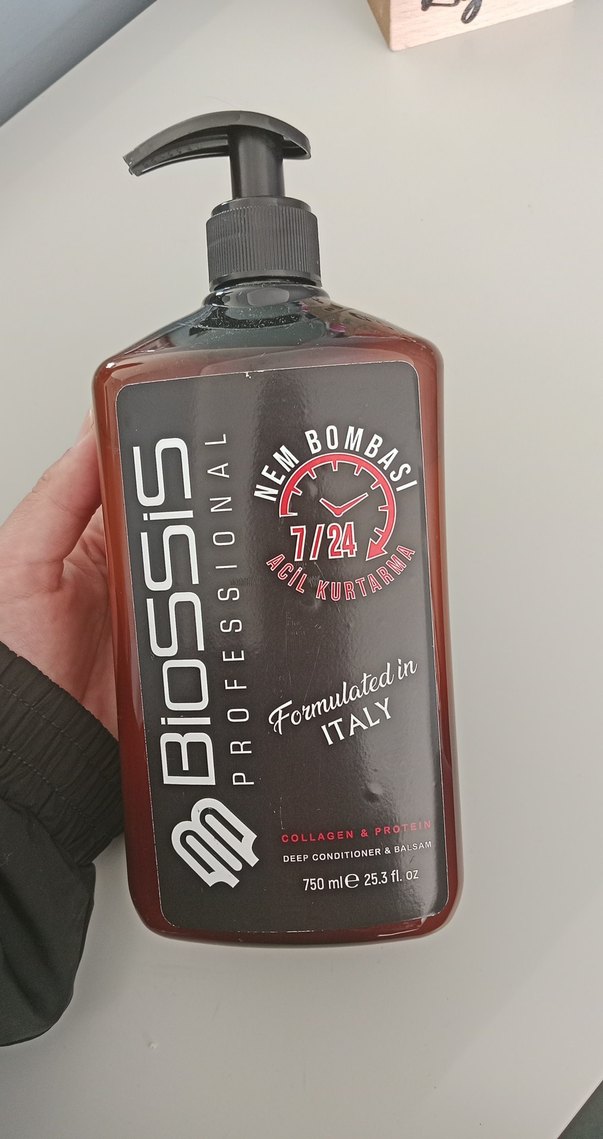 BiOSSiS
PROFESSIONAL
NEM BOMBASI
7/24
ACİL KURTARMA
Formulated in
ITALY
COLLAGEN & PROTEIN
DEEP CONDITIONER & BALSAM
750 ml℮ 25.3 fl. oz